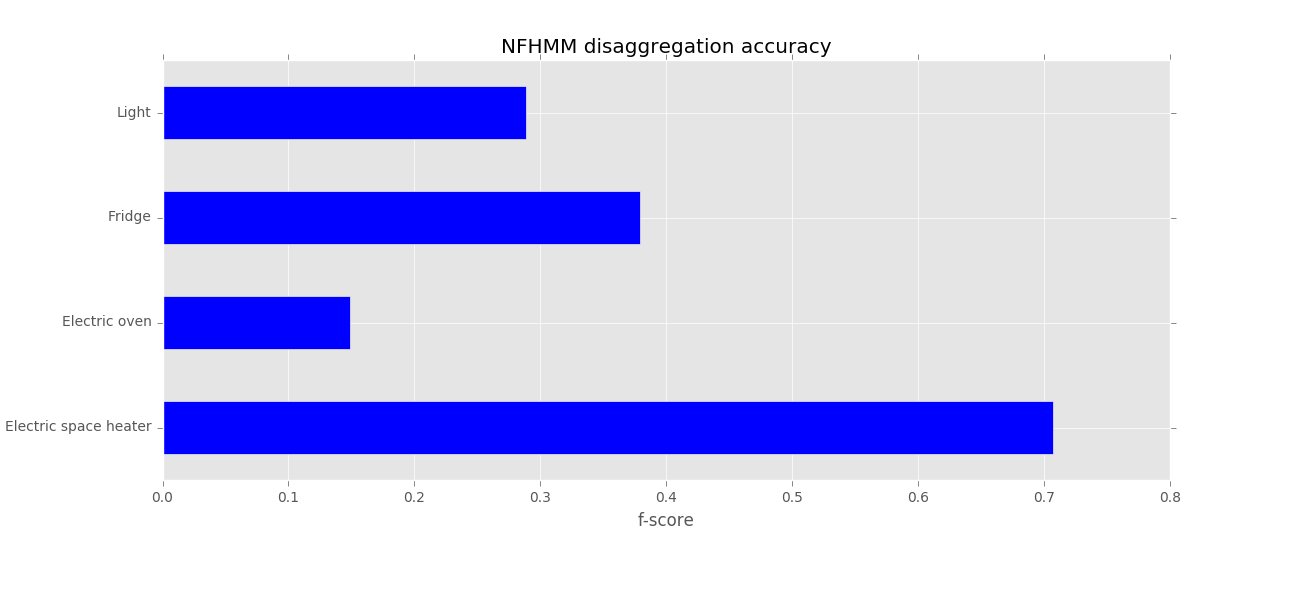 NFHMM disaggregation accuracy
Light
Fridge
Electric oven
Electric space heater
0.0 0.1 0.2 0.3 0.4 0.5 0.6 0.7 0.8
f-score